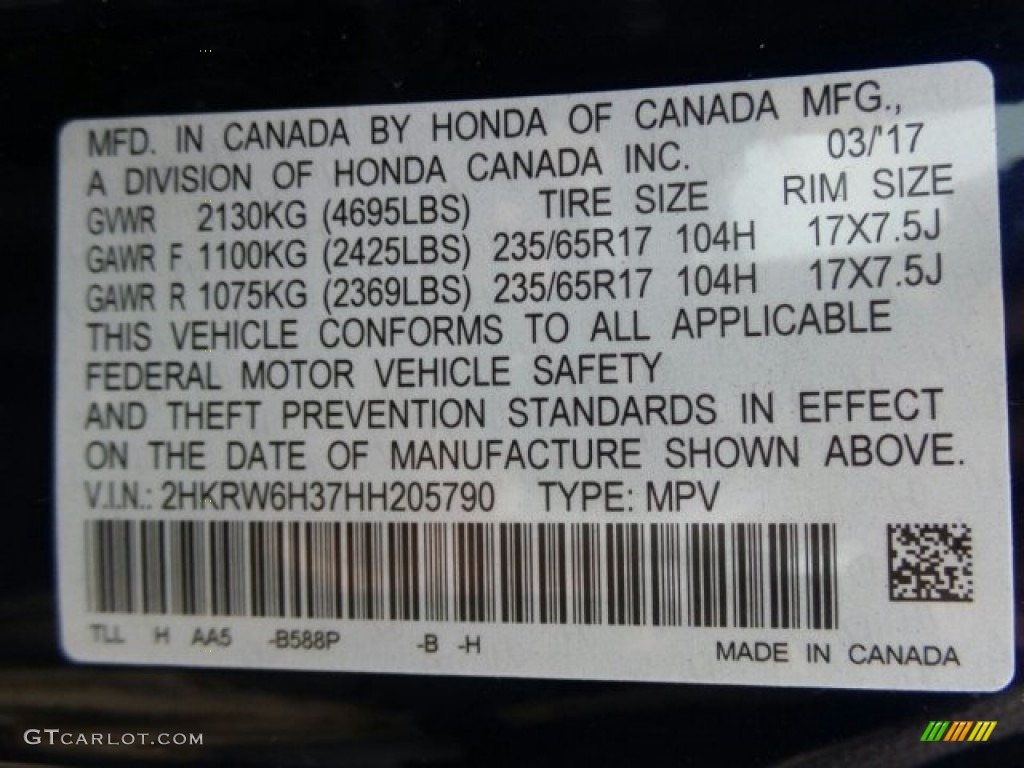 MFD. IN CANADA BY HONDA OF CANADA MFG.,
A DIVISION OF HONDA CANADA INC. 03/'17
GVWR 2130KG (4695LBS) TIRE SIZE RIM SIZE
GAWR F 1100KG (2425LBS) 235/65R17 104H 17X7.5J
GAWR R 1075KG (2369LBS) 235/65R17 104H 17X7.5J
THIS VEHICLE CONFORMS TO ALL APPLICABLE
FEDERAL MOTOR VEHICLE SAFETY
AND THEFT PREVENTION STANDARDS IN EFFECT
ON THE DATE OF MANUFACTURE SHOWN ABOVE.
V.I.N.: 2HKRW6H37HH205790 TYPE: MPV
TLL H AA5 -B588P -B -H
MADE IN CANADA
GTCARLOT.COM